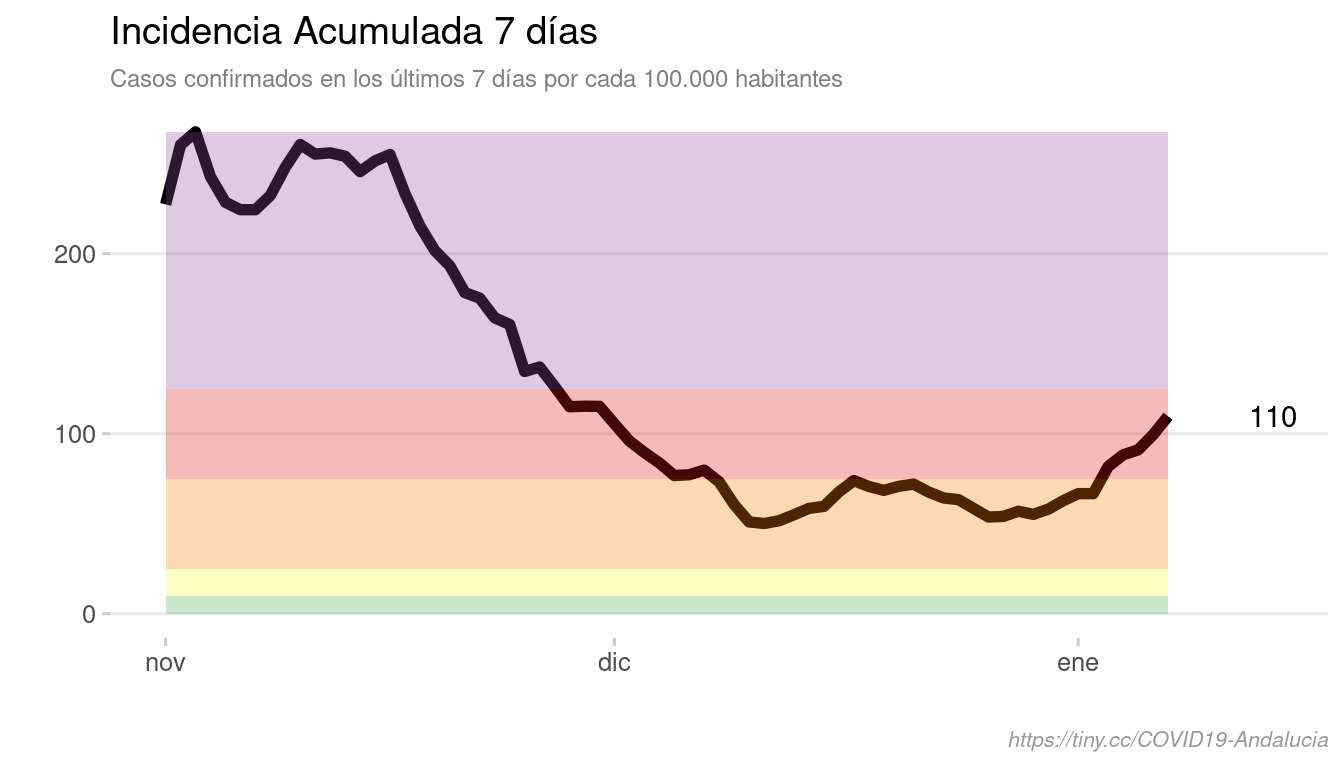 Incidencia Acumulada 7 días
Casos confirmados en los últimos 7 días por cada 100.000 habitantes
200
110
100
0
nov dic ene
https://tiny.cc/COVID19-Andalucia